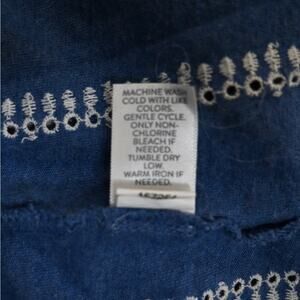 MACHINE WASH
COLD WITH LIKE
COLORS.
GENTLE CYCLE.
ONLY NON-
CHLORINE
BLEACH IF
NEEDED.
TUMBLE DRY
LOW.
WARM IRON IF
NEEDED.